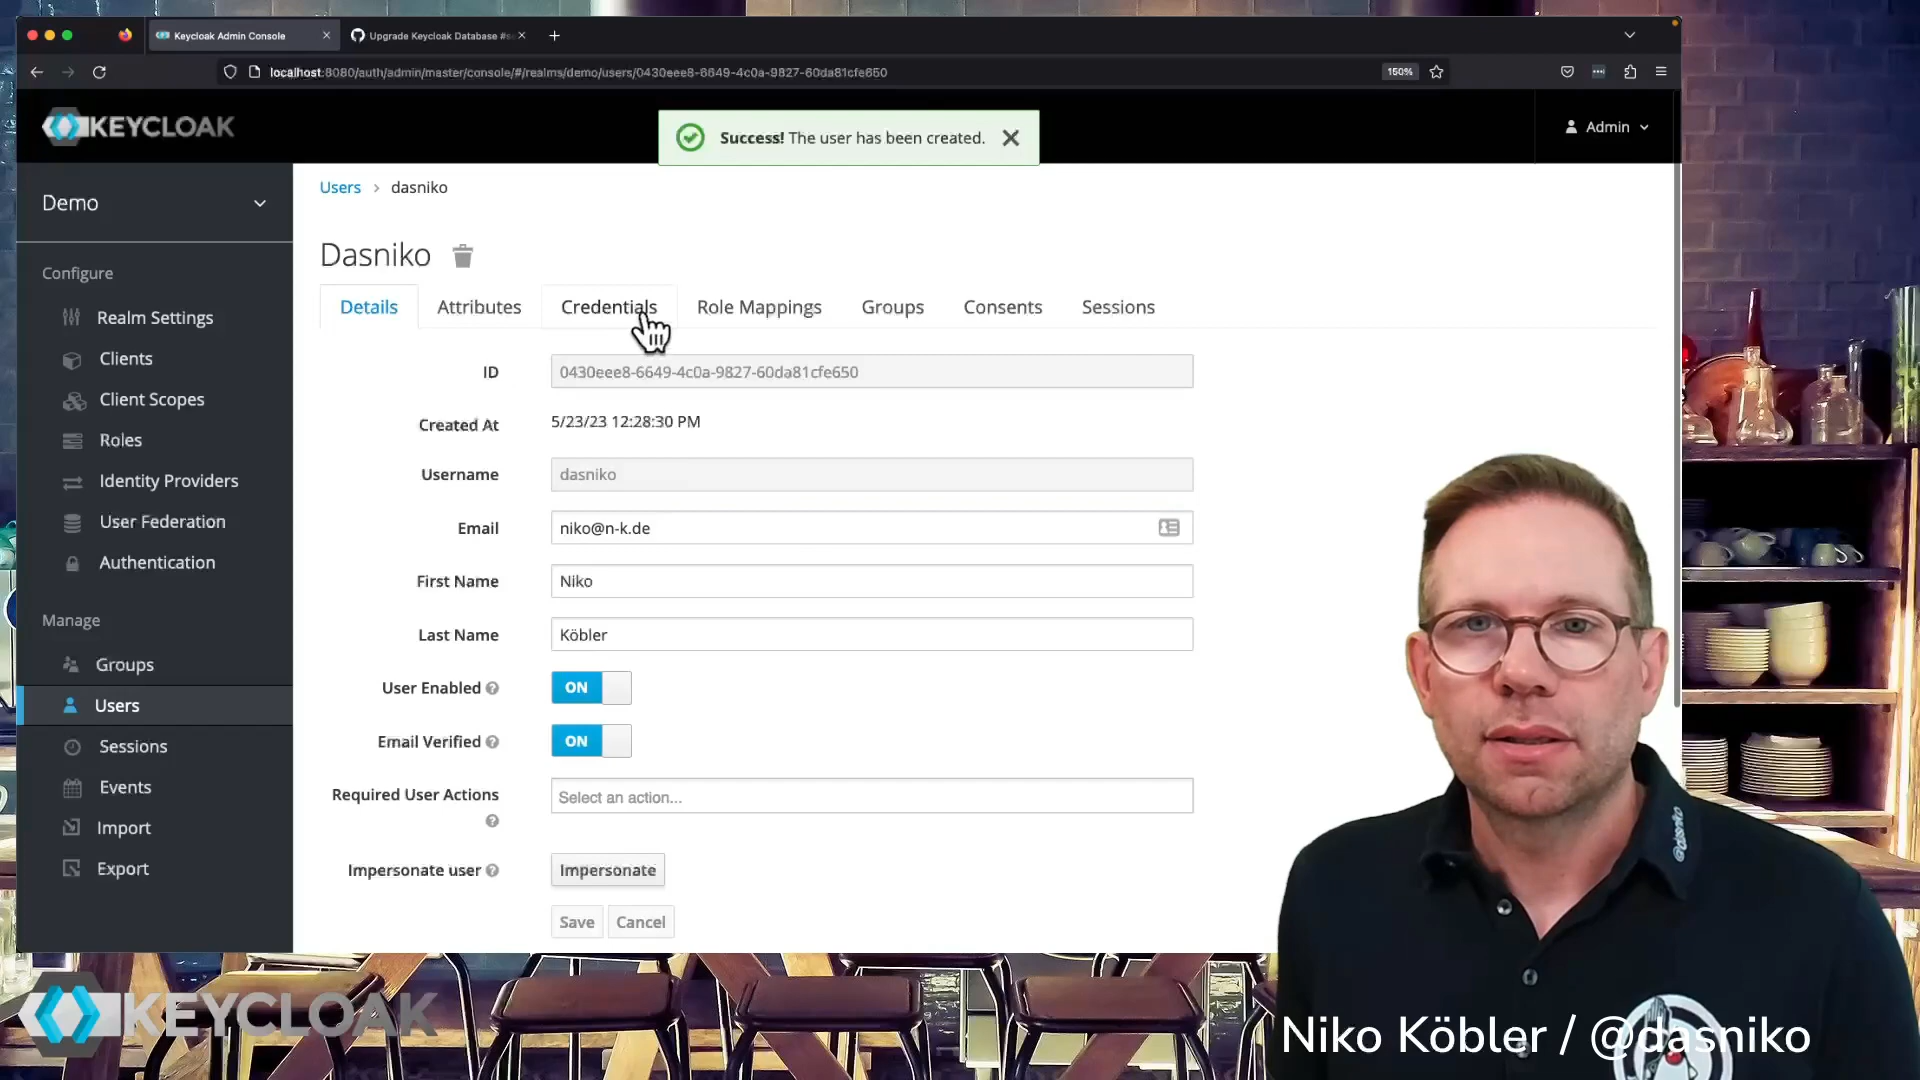 Keycloak Admin Console
Upgrade Keycloak Database #s
localhost:8080/auth/admin/master/console/#/realms/demo/users/0430eee8-6649-4c0a-9827-60da81cfe650
150%
KEYCLOAK
Success! The user has been created.
Admin
Demo
Users > dasniko
Dasniko
Configure
Realm Settings
Clients
Client Scopes
Roles
Identity Providers
User Federation
Authentication
Manage
Groups
Users
Sessions
Events
Import
Export
Details
Attributes
Credentials
Role Mappings
Groups
Consents
Sessions
ID
0430eee8-6649-4c0a-9827-60da81cfe650
Created At
5/23/23 12:28:30 PM
Username
dasniko
Email
niko@n-k.de
First Name
Niko
Last Name
Köbler
User Enabled
ON
Email Verified
ON
Required User Actions
Select an action...
Impersonate user
Impersonate
Save
Cancel
@dasniko
KEYCLOAK
Niko Köbler / @dasniko